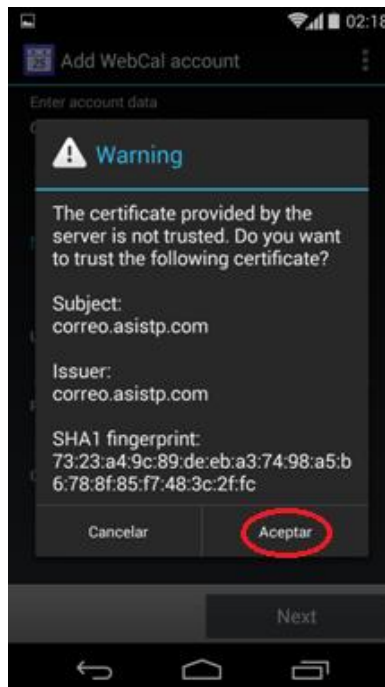 02:18
Add WebCal account
Enter account data
Warning
The certificate provided by the
server is not trusted. Do you want
to trust the following certificate?
Subject:
correo.asistp.com
Issuer:
correo.asistp.com
SHA1 fingerprint:
73:23:a4:9c:89:de:eb:a3:74:98:a5:b
6:78:8f:85:f7:48:3c:2f:fc
Cancelar Aceptar
Next